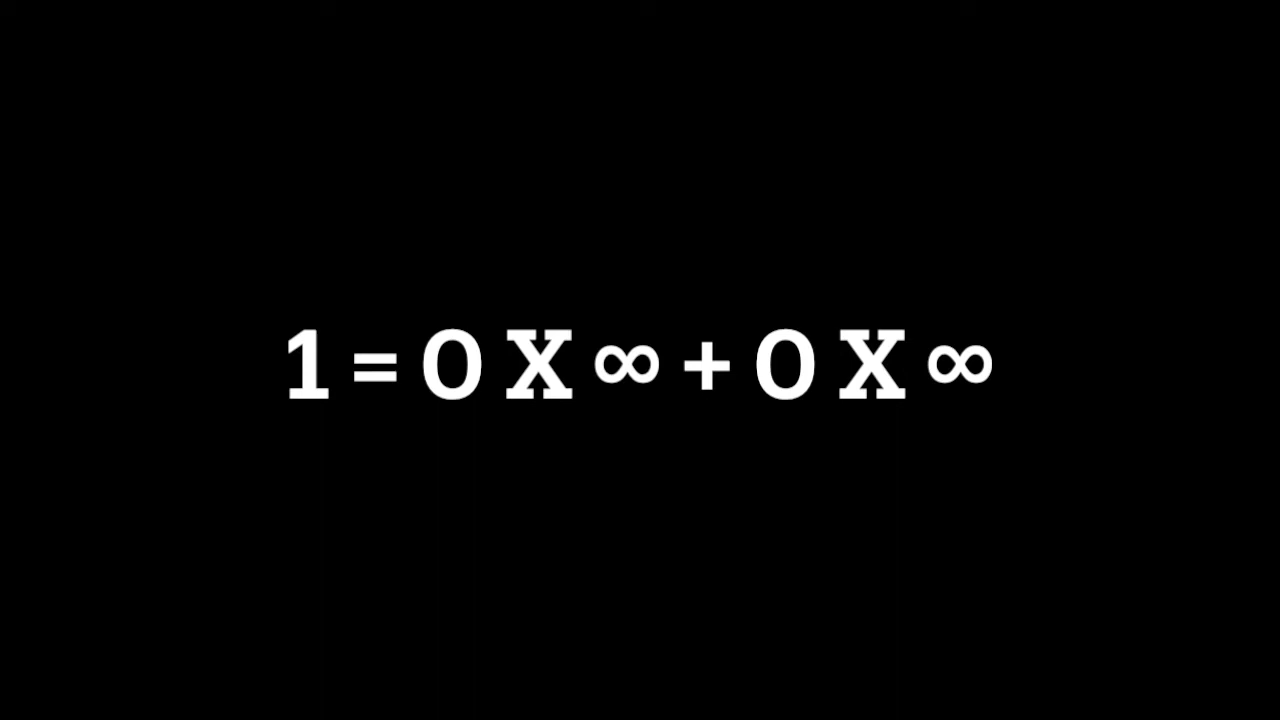 1 = 0 X ∞ + 0 X ∞